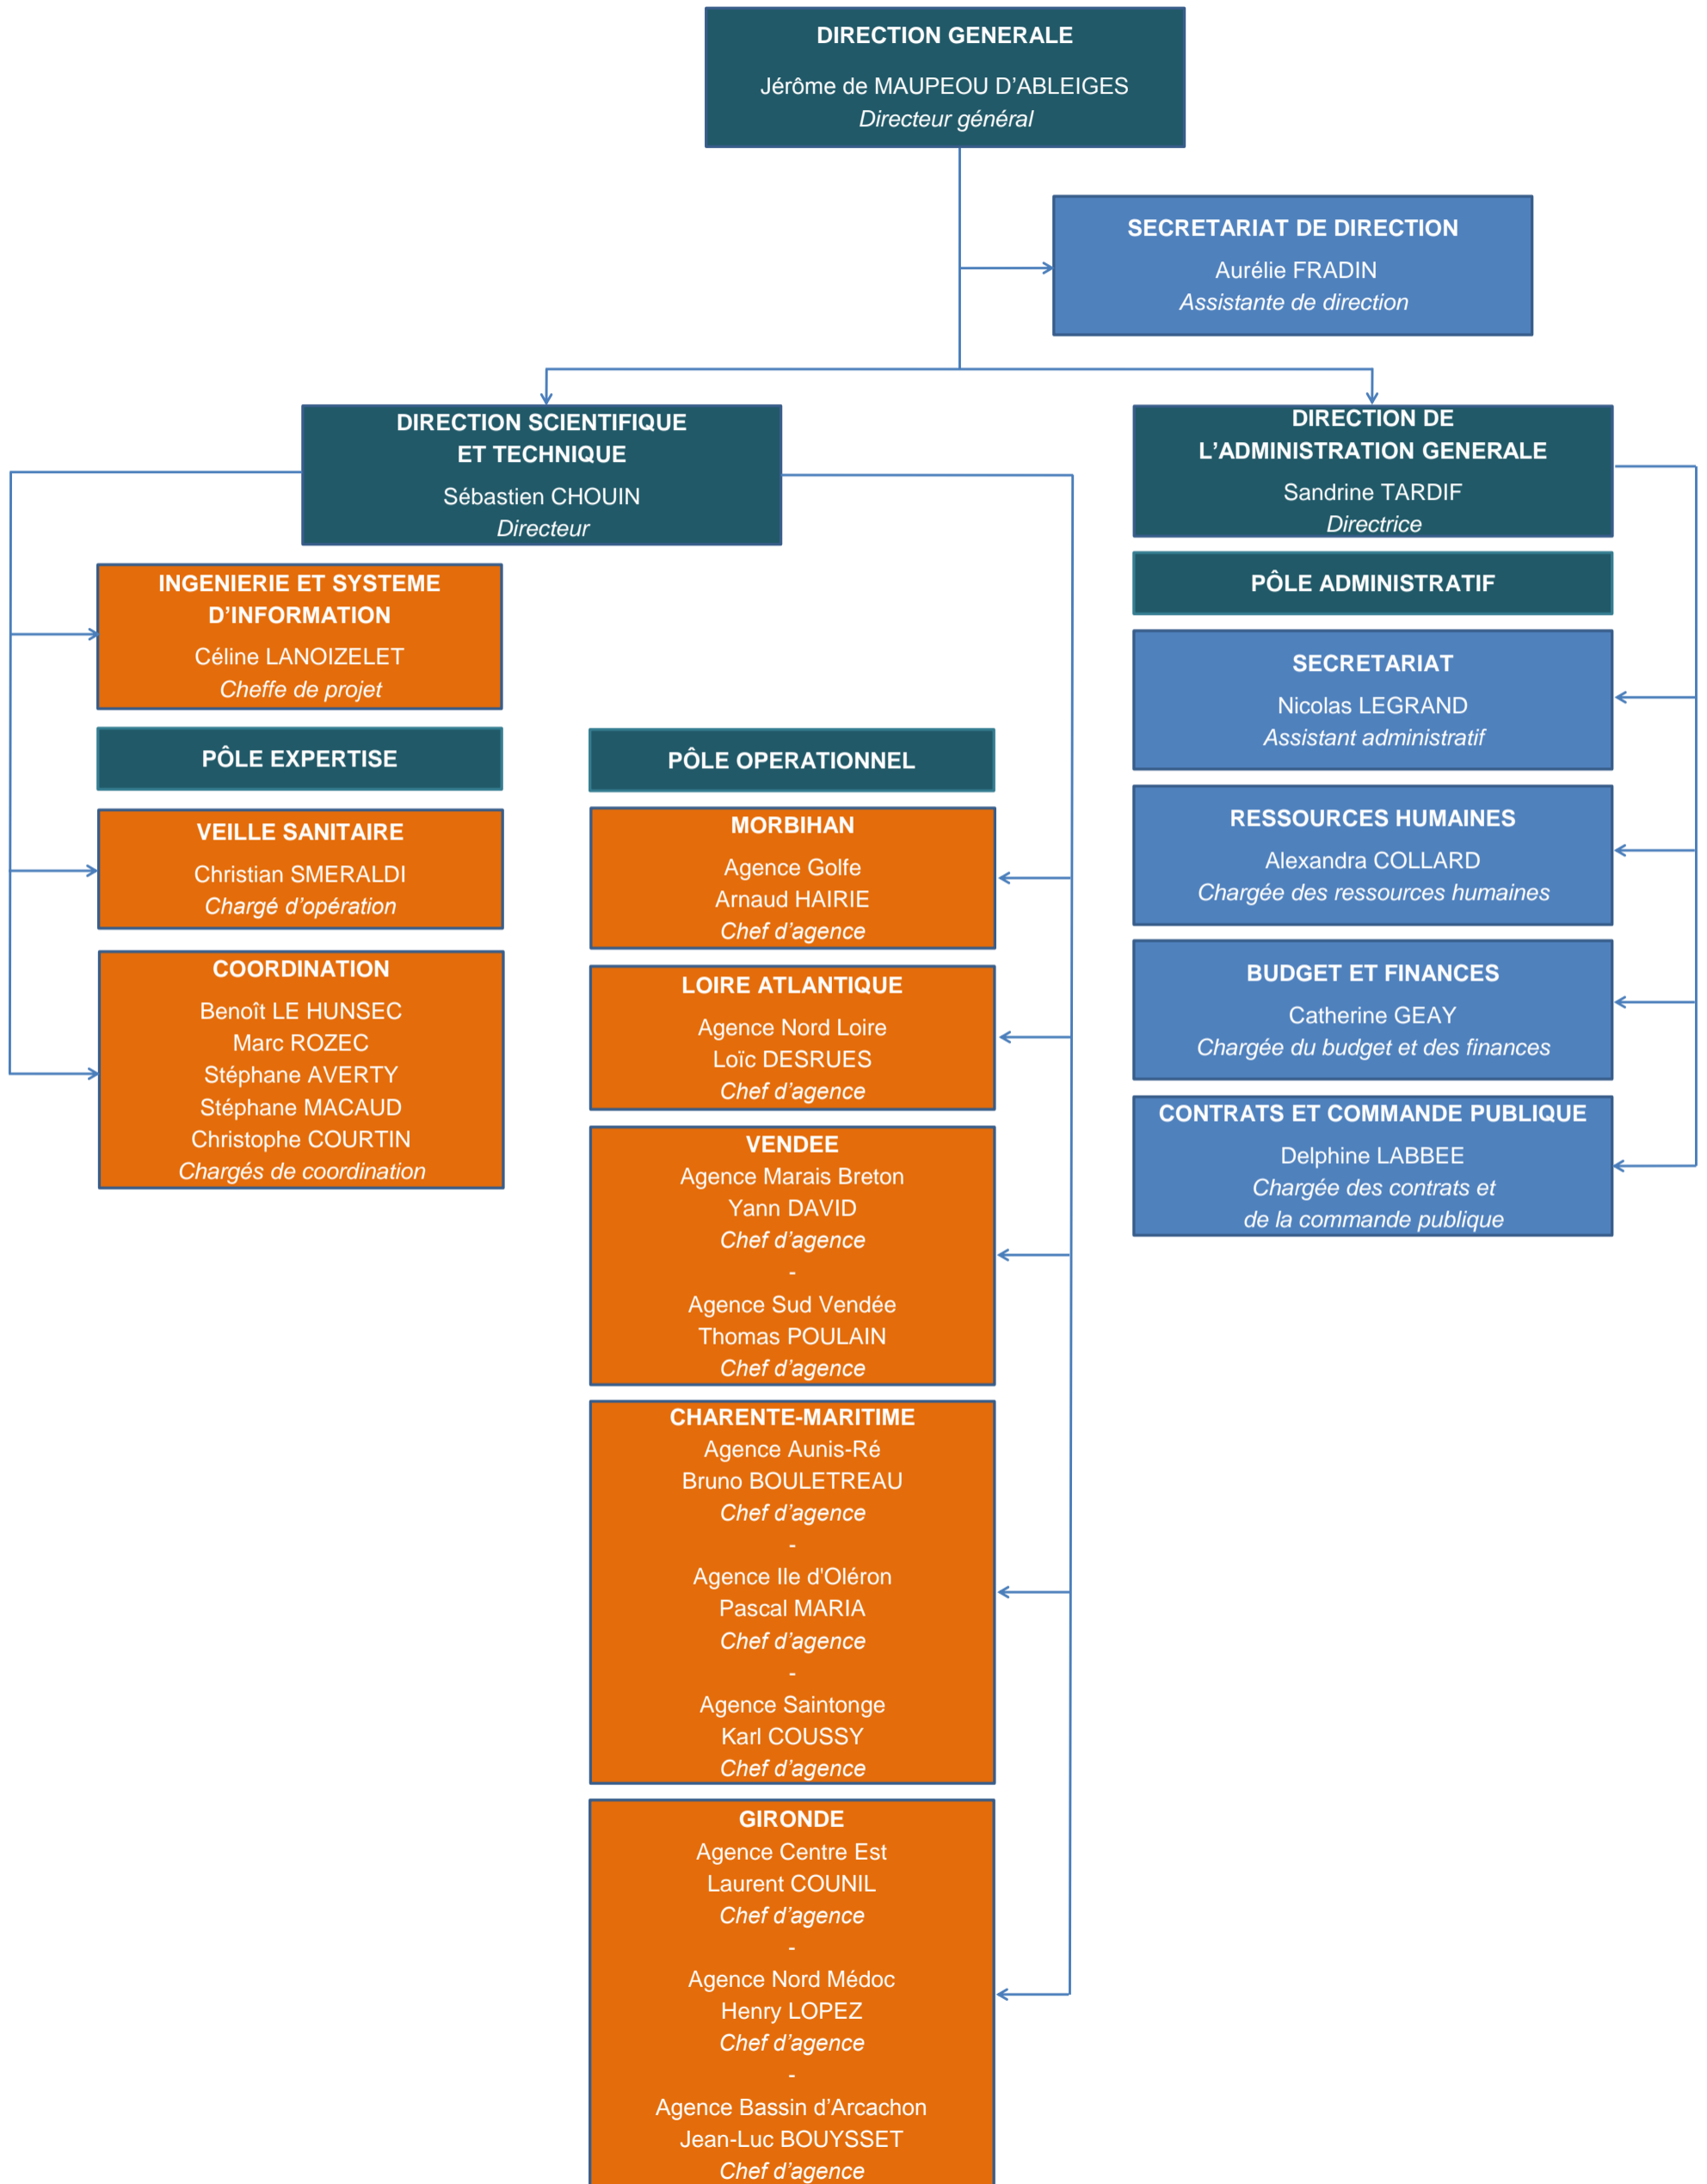 DIRECTION GENERALE
Jérôme de MAUPEOU D’ABLEIGES
Directeur général
SECRETARIAT DE DIRECTION
Aurélie FRADIN
Assistante de direction
DIRECTION SCIENTIFIQUE
ET TECHNIQUE
Sébastien CHOUIN
Directeur
INGENIERIE ET SYSTEME
D’INFORMATION
Céline LANOIZELET
Cheffe de projet
PÔLE EXPERTISE
VEILLE SANITAIRE
Christian SMERALDI
Chargé d’opération
COORDINATION
Benoît LE HUNSEC
Marc ROZEC
Stéphane AVERTY
Stéphane MACAUD
Christophe COURTIN
Chargés de coordination
PÔLE OPERATIONNEL
MORBIHAN
Agence Golfe
Arnaud HAIRIE
Chef d’agence
LOIRE ATLANTIQUE
Agence Nord Loire
Loïc DESRUES
Chef d’agence
VENDEE
Agence Marais Breton
Yann DAVID
Chef d’agence
-
Agence Sud Vendée
Thomas POULAIN
Chef d’agence
CHARENTE-MARITIME
Agence Aunis-Ré
Bruno BOULETREAU
Chef d’agence
-
Agence Ile d'Oléron
Pascal MARIA
Chef d’agence
-
Agence Saintonge
Karl COUSSY
Chef d’agence
GIRONDE
Agence Centre Est
Laurent COUNIL
Chef d’agence
-
Agence Nord Médoc
Henry LOPEZ
Chef d’agence
-
Agence Bassin d’Arcachon
Jean-Luc BOUYSSET
Chef d’agence
DIRECTION DE
L’ADMINISTRATION GENERALE
Sandrine TARDIF
Directrice
PÔLE ADMINISTRATIF
SECRETARIAT
Nicolas LEGRAND
Assistant administratif
RESSOURCES HUMAINES
Alexandra COLLARD
Chargée des ressources humaines
BUDGET ET FINANCES
Catherine GEAY
Chargée du budget et des finances
CONTRATS ET COMMANDE PUBLIQUE
Delphine LABBEE
Chargée des contrats et
de la commande publique